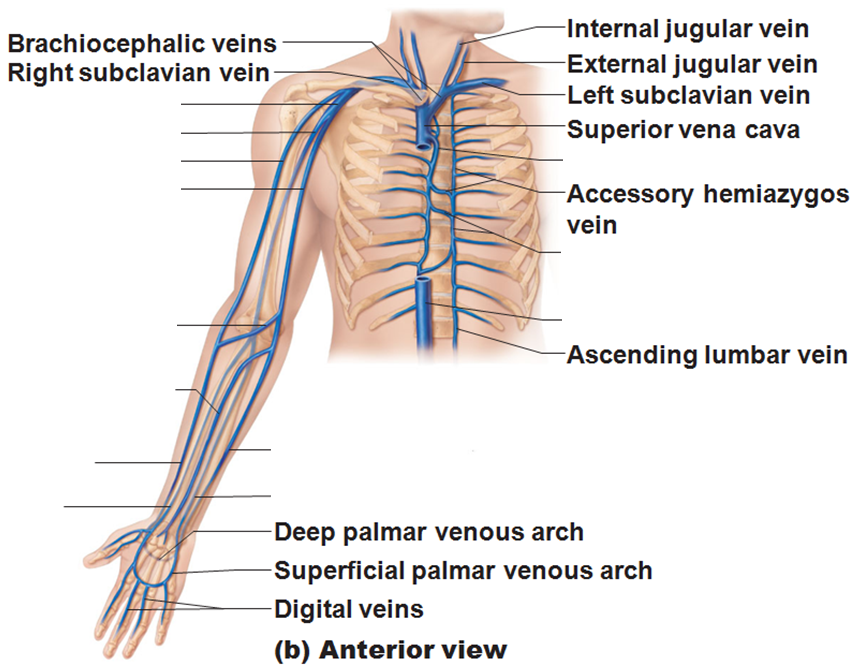 Brachiocephalic veins
Right subclavian vein
Internal jugular vein
External jugular vein
Left subclavian vein
Superior vena cava
Accessory hemiazygos
vein
Ascending lumbar vein
Deep palmar venous arch
Superficial palmar venous arch
Digital veins
(b) Anterior view